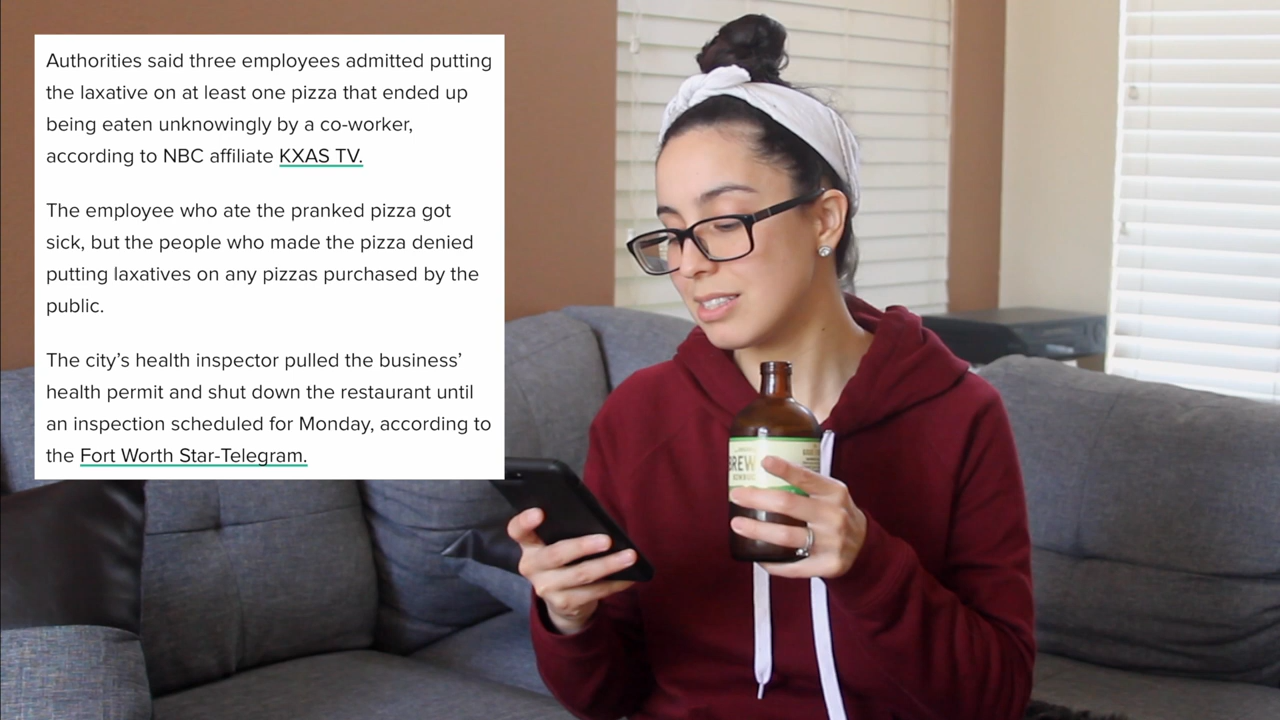 Authorities said three employees admitted putting
the laxative on at least one pizza that ended up
being eaten unknowingly by a co-worker,
according to NBC affiliate KXAS TV.
The employee who ate the pranked pizza got
sick, but the people who made the pizza denied
putting laxatives on any pizzas purchased by the
public.
The city’s health inspector pulled the business’
health permit and shut down the restaurant until
an inspection scheduled for Monday, according to
the Fort Worth Star-Telegram.
BREW